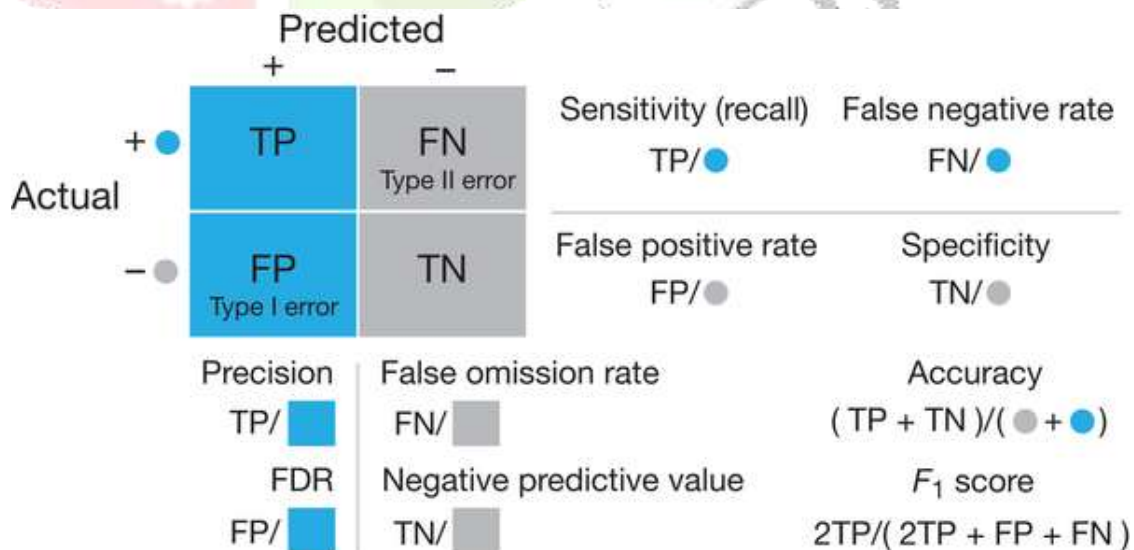 Predicted
+ −
Sensitivity (recall) False negative rate
+ TP FN
Type II error
TP/ FN/
Actual
False positive rate Specificity
− FP TN
Type I error
FP/ TN/
Precision False omission rate Accuracy
TP/ FN/ ( TP + TN )/( + )
FDR Negative predictive value F1 score
FP/ TN/ 2TP/( 2TP + FP + FN )